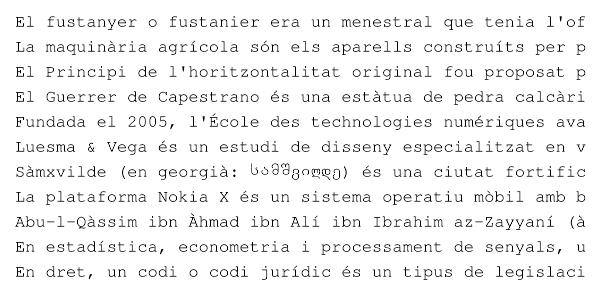 El fustanyer o fustanier era un menestral que tenia l'of
La maquinària agrícola són els aparells construïts per p
El Principi de l'horitzontalitat original fou proposat p
El Guerrer de Capestrano és una estàtua de pedra calcàri
Fundada el 2005, l'École des technologies numériques ava
Luesma & Vega és un estudi de disseny especialitzat en v
Sàmxvilde (en georgià: სამშვილდე) és una ciutat fortific
La plataforma Nokia X és un sistema operatiu mòbil amb b
Abu-l-Qàssim ibn Àhmad ibn Alí ibn Ibrahim az-Zayyaní (à
En estadística, econometria i processament de senyals, u
En dret, un codi o codi jurídic és un tipus de legislaci